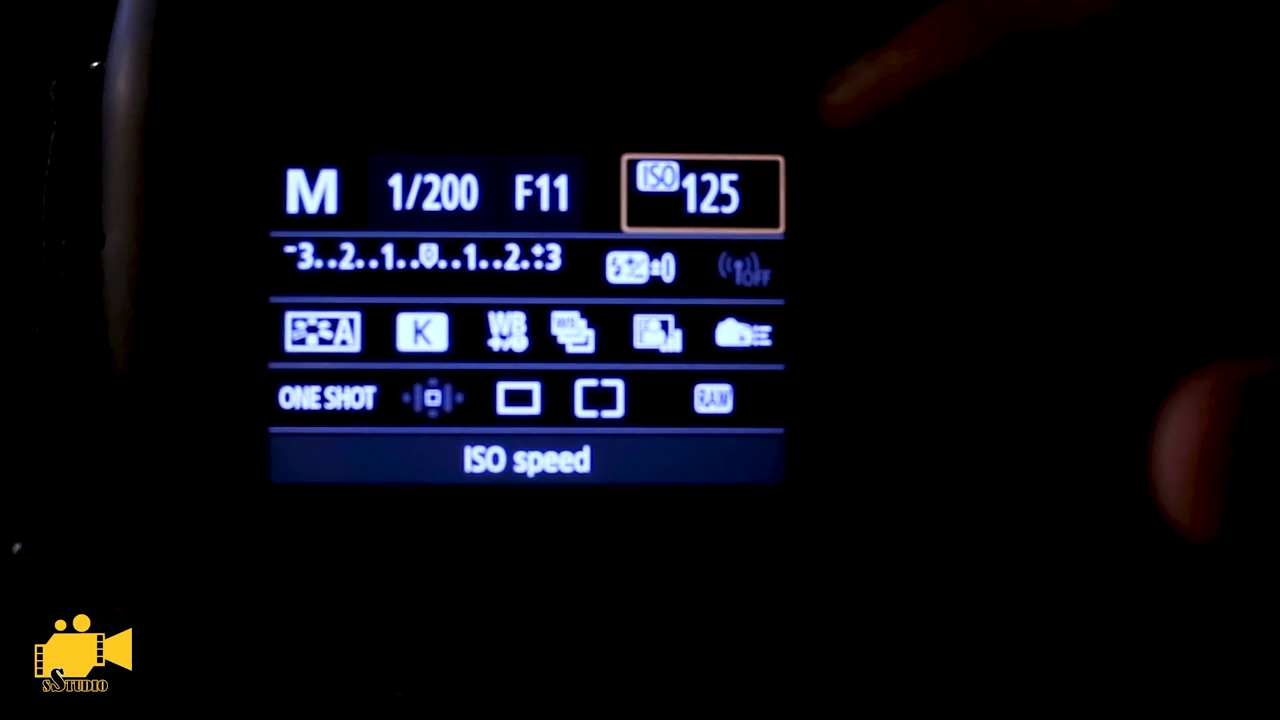 M 1/200 F11 ISO 125
-3..2..1..0..1..2.:+3 ±0 OFF
A K WB +/-
ONE SHOT RAW
ISO speed
SSTUDIO